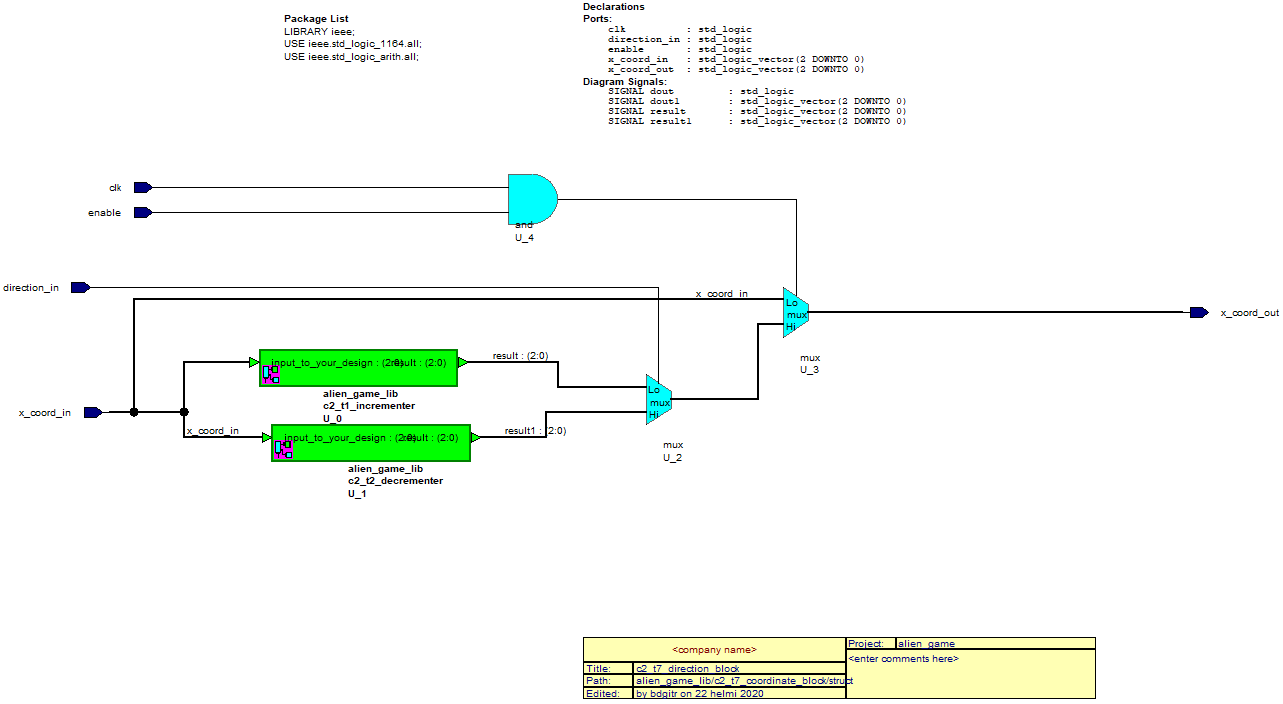 Package List
LIBRARY ieee;
USE ieee.std_logic_1164.all;
USE ieee.std_logic_arith.all;
Declarations
Ports:
clk : std_logic
direction_in : std_logic
enable : std_logic
x_coord_in : std_logic_vector(2 DOWNTO 0)
x_coord_out : std_logic_vector(2 DOWNTO 0)
Diagram Signals:
SIGNAL dout : std_logic
SIGNAL dout1 : std_logic_vector(2 DOWNTO 0)
SIGNAL result : std_logic_vector(2 DOWNTO 0)
SIGNAL result1 : std_logic_vector(2 DOWNTO 0)
clk
enable
and
U_4
direction_in
x_coord_in
Lo
mux
Hi
x_coord_out
mux
U_3
input_to_your_design : (2:0)
result : (2:0)
result : (2:0)
alien_game_lib
c2_t1_incrementer
U_0
Lo
mux
Hi
mux
U_2
x_coord_in
x_coord_in
input_to_your_design : (2:0)
result : (2:0)
result1 : (2:0)
alien_game_lib
c2_t2_decrementer
U_1
<company name>
Project: alien_game
<enter comments here>
Title: c2_t7_direction_block
Path: alien_game_lib/c2_t7_coordinate_block/struct
Edited: by bdgitr on 22 helmi 2020